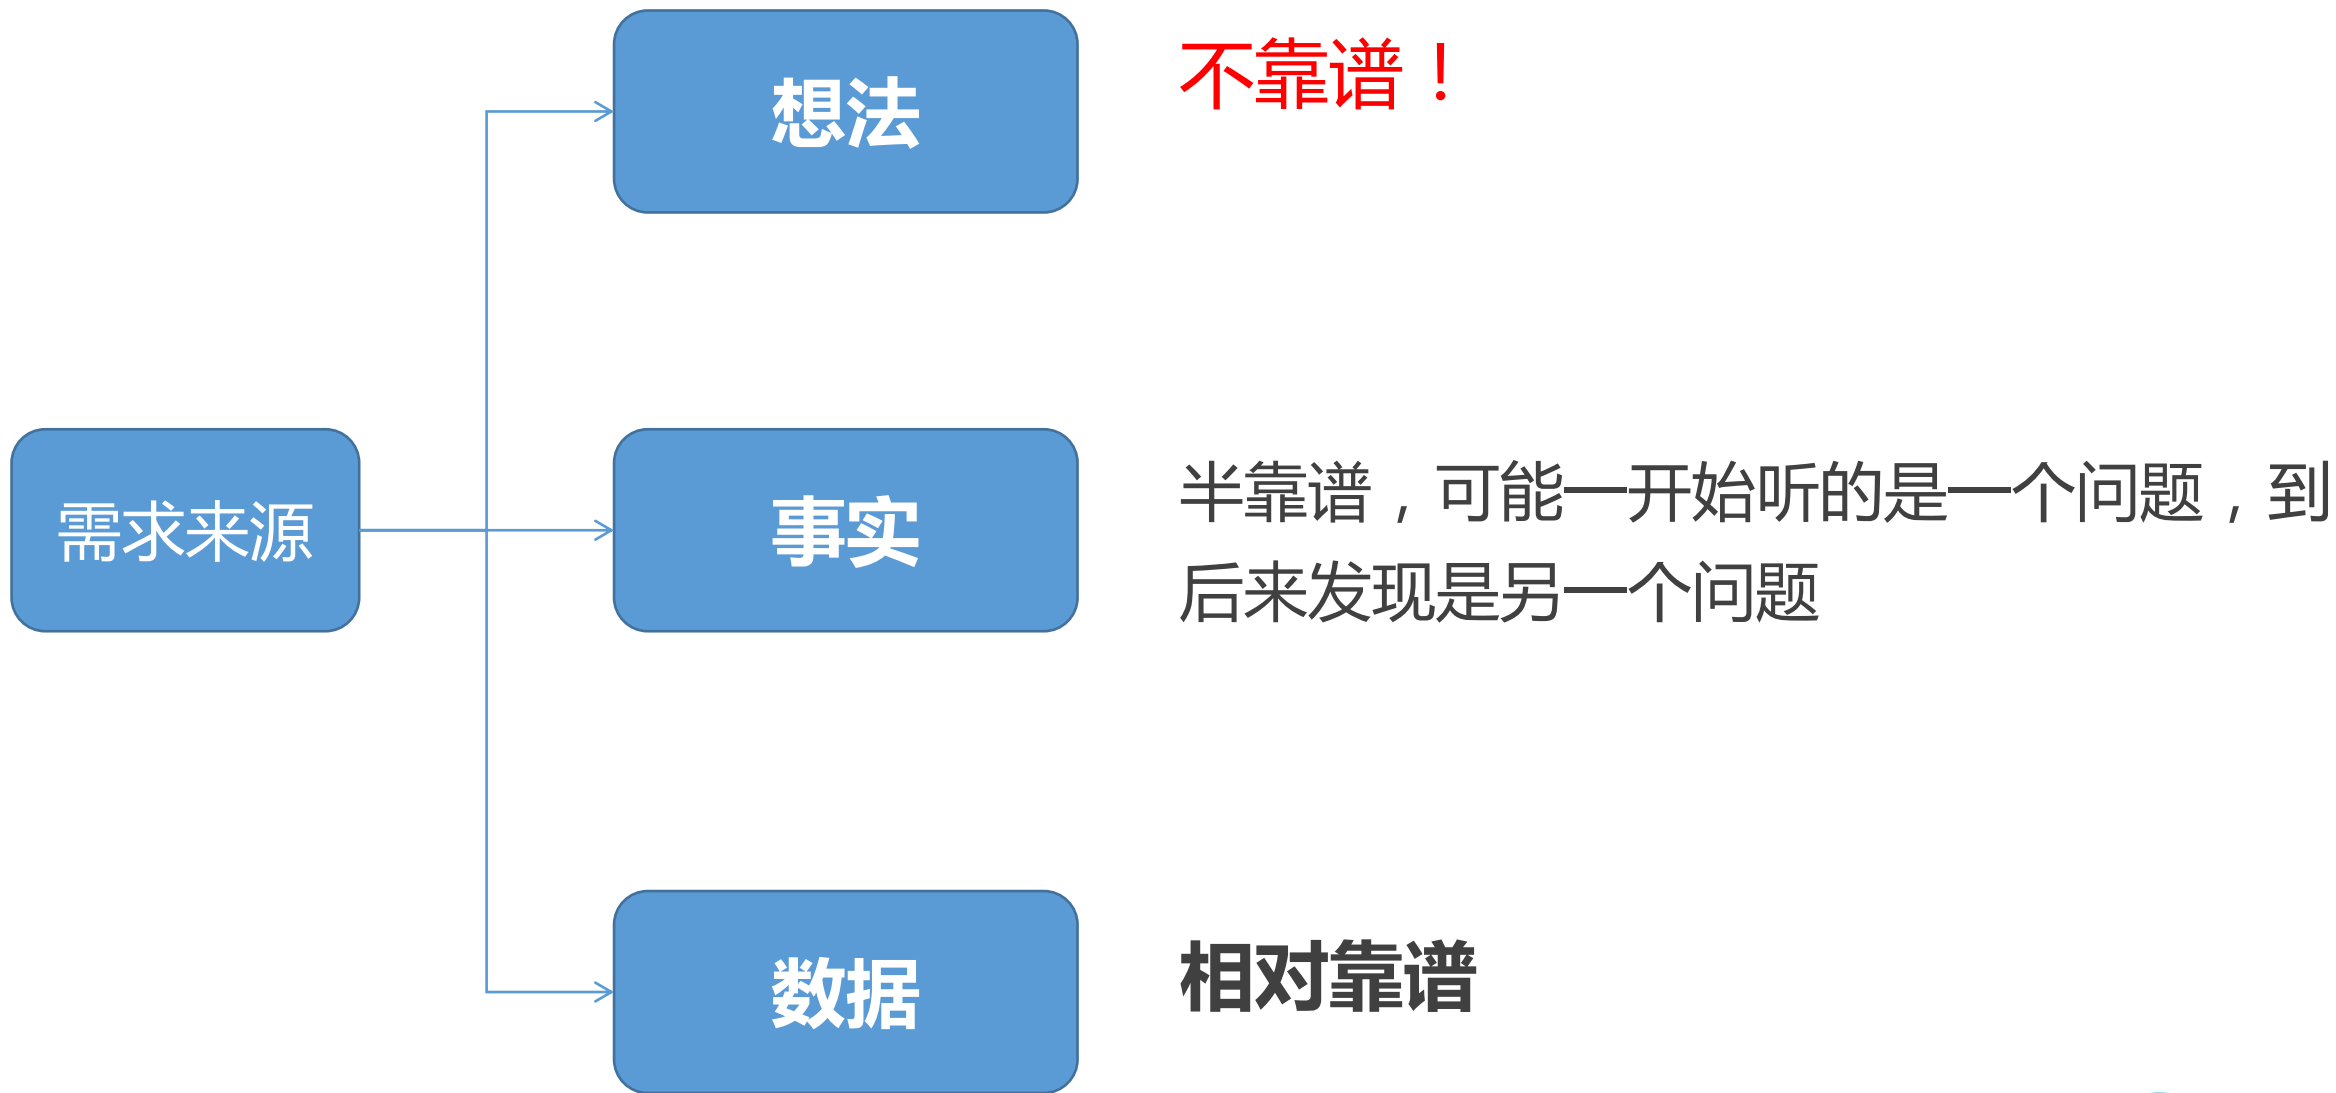 想法
不靠谱！
需求来源
事实
半靠谱，可能一开始听的是一个问题，到
后来发现是另一个问题
数据
相对靠谱